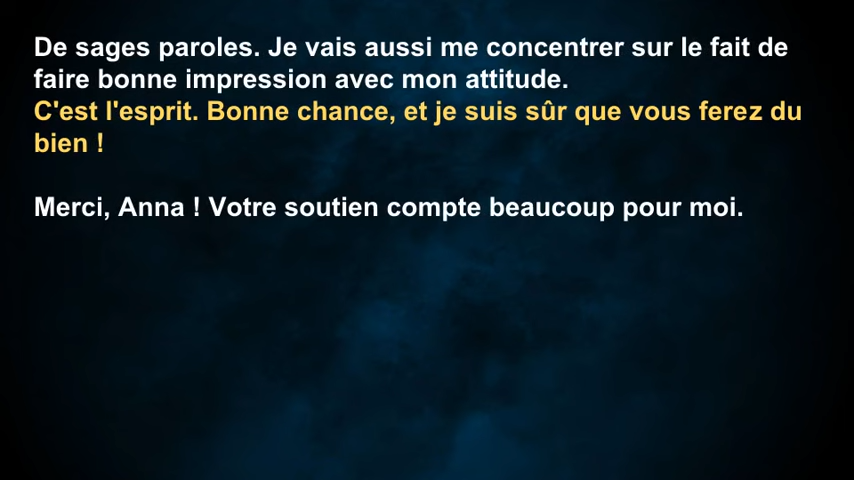 De sages paroles. Je vais aussi me concentrer sur le fait de
faire bonne impression avec mon attitude.
C'est l'esprit. Bonne chance, et je suis sûr que vous ferez du
bien !
Merci, Anna ! Votre soutien compte beaucoup pour moi.